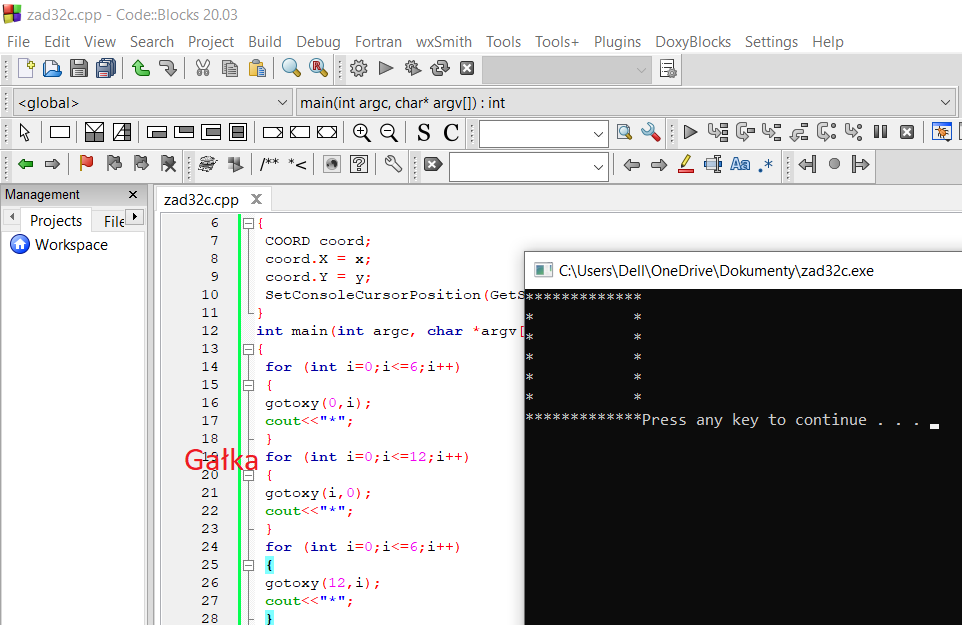 zad32c.cpp - Code::Blocks 20.03
File Edit View Search Project Build Debug Fortran wxSmith Tools Tools+ Plugins DoxyBlocks Settings Help
<global> main(int argc, char* argv[]) : int
S C
/** *<
Aa .*
Management
zad32c.cpp
Projects File
Workspace
6 {
7 COORD coord;
8 coord.X = x;
9 coord.Y = y;
10 SetConsoleCursorPosition(GetS
11 }
12 int main(int argc, char *argv[
13 {
14 for (int i=0;i<=6;i++)
15 {
16 gotoxy(0,i);
17 cout<<"*";
18 }
19 for (int i=0;i<=12;i++)
Gałka
20 {
21 gotoxy(i,0);
22 cout<<"*";
23 }
24 for (int i=0;i<=6;i++)
25 {
26 gotoxy(12,i);
27 cout<<"*";
28 }
C:\Users\Dell\OneDrive\Dokumenty\zad32c.exe
*************
*           *
*           *
*           *
*           *
*           *
*************Press any key to continue . . .